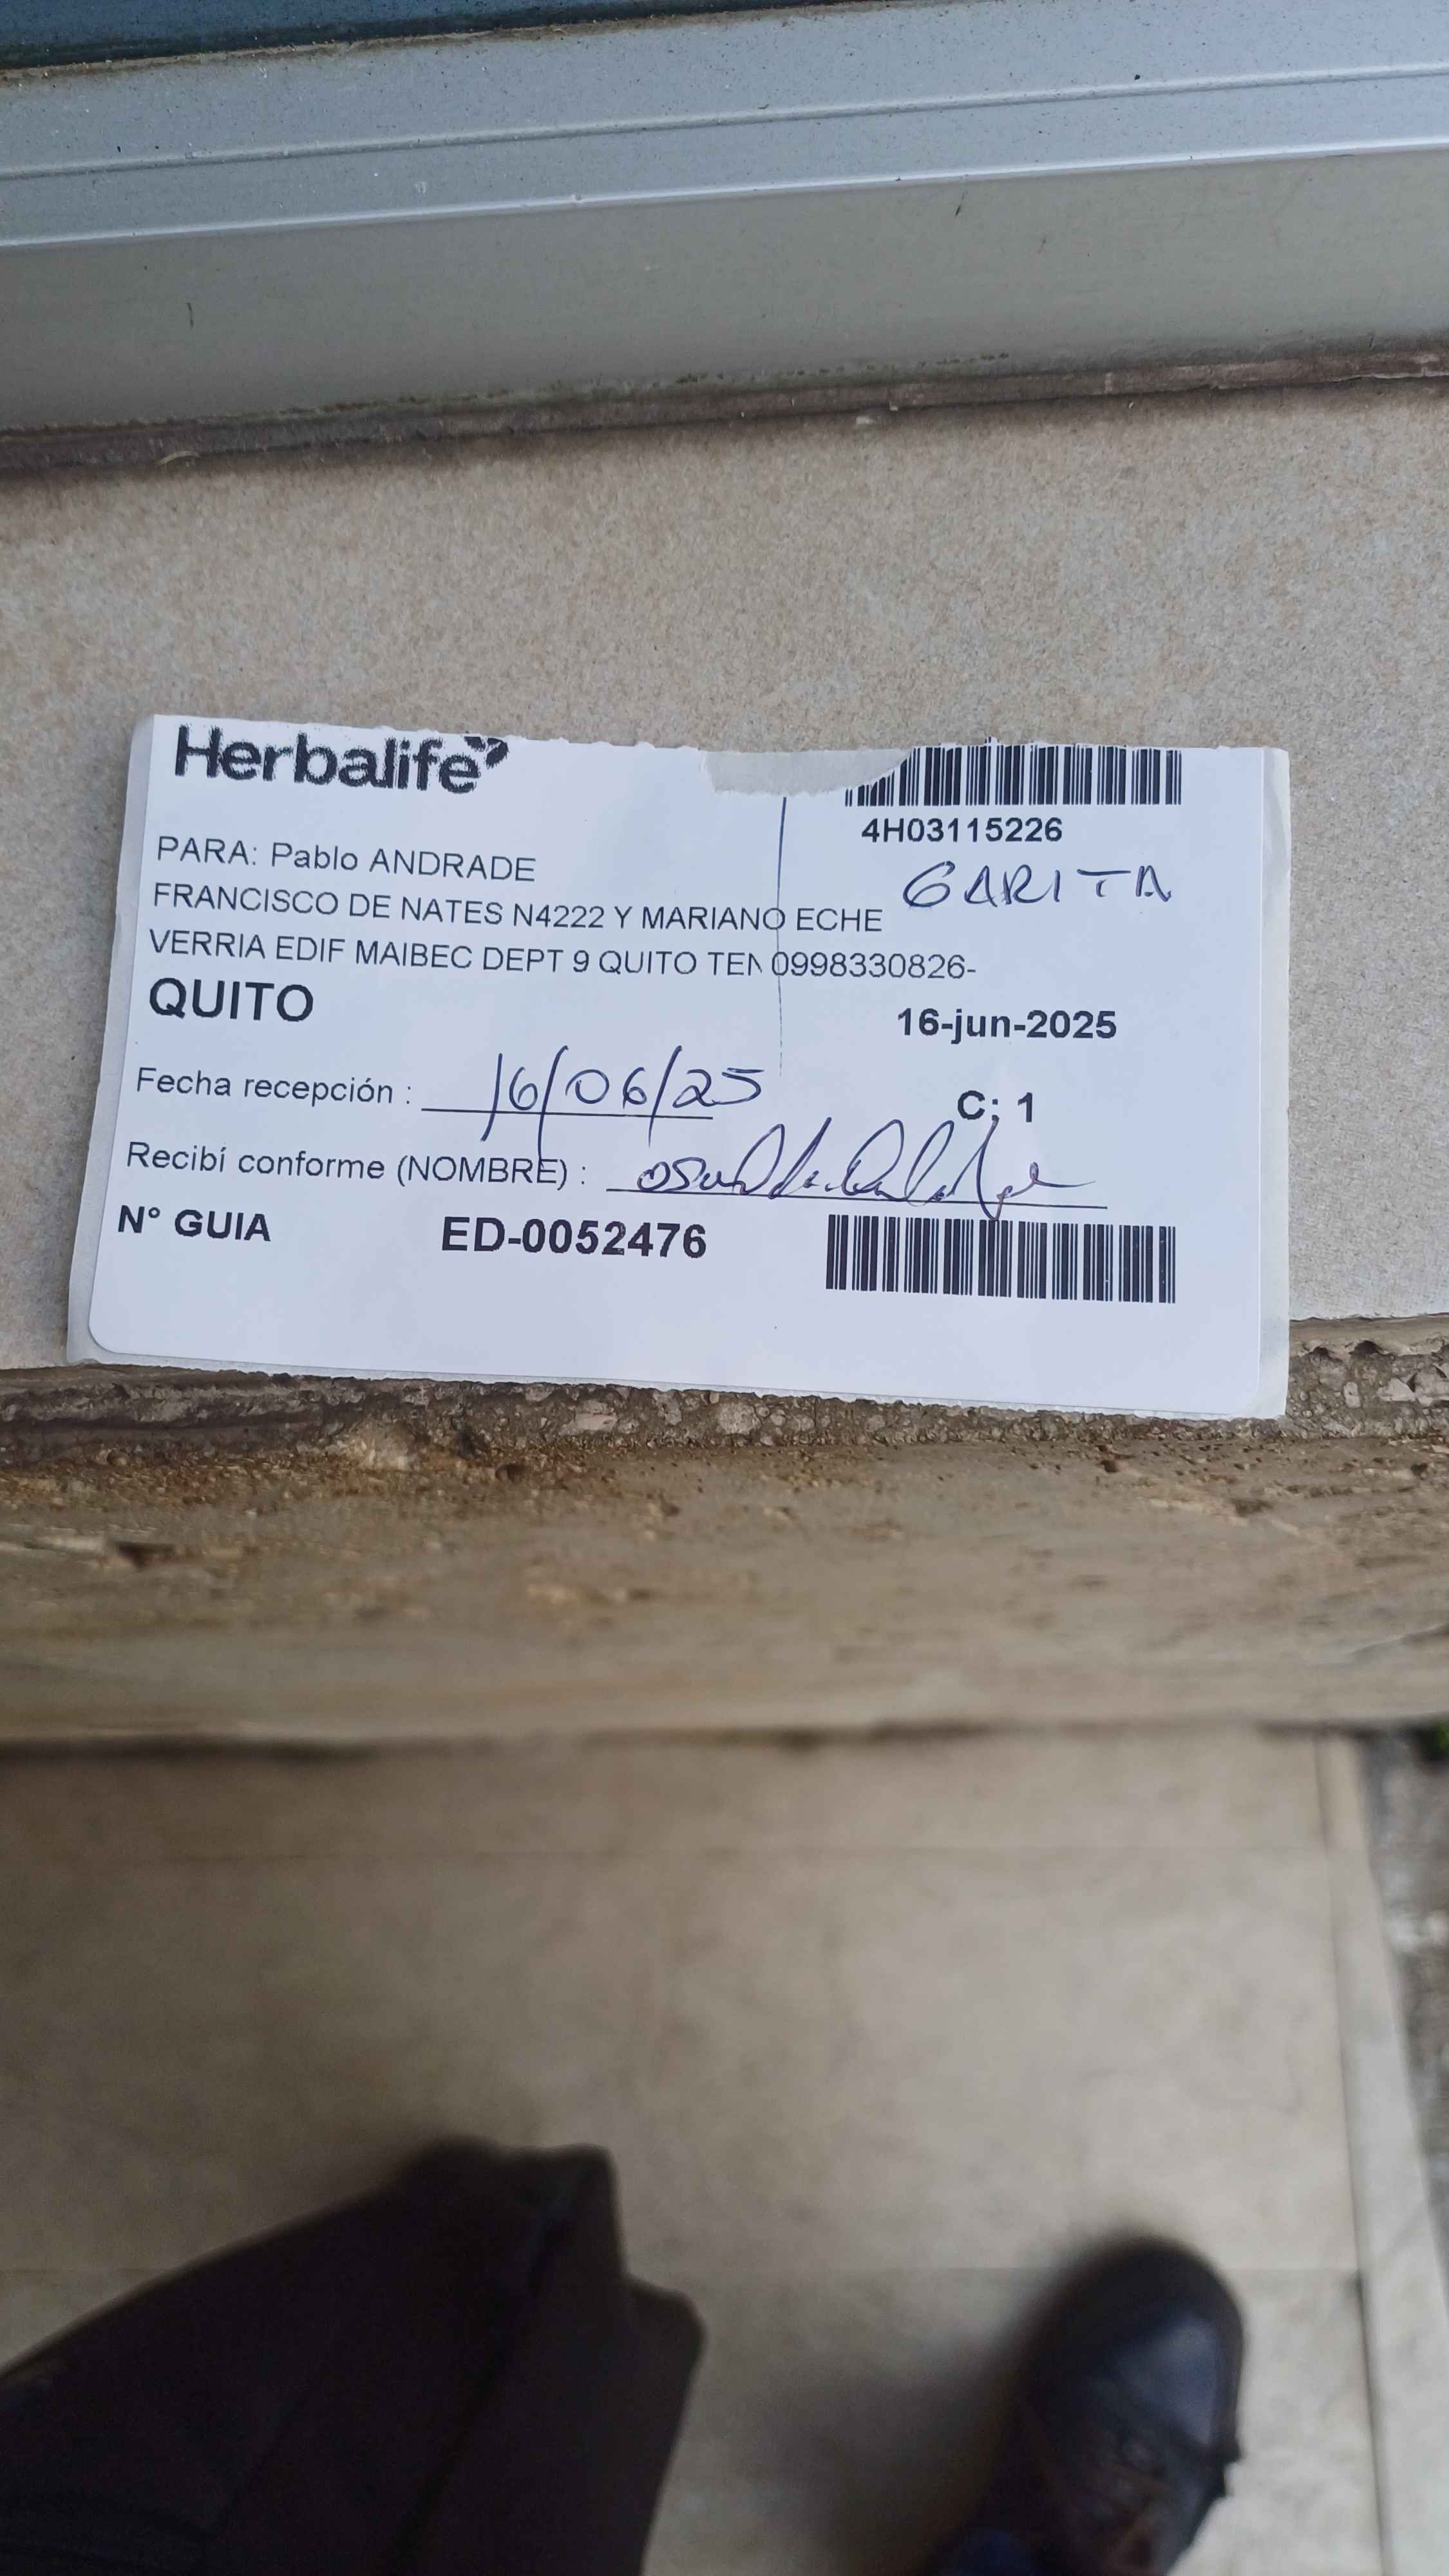 Herbalife
4H03115226
PARA: Pablo ANDRADE
GARITA
FRANCISCO DE NATES N4222 Y MARIANO ECHE
VERRIA EDIF MAIBEC DEPT 9 QUITO TEN 0998330826-
QUITO
16-jun-2025
Fecha recepción : 16/06/25
C; 1
Recibí conforme (NOMBRE) :
N° GUIA ED-0052476